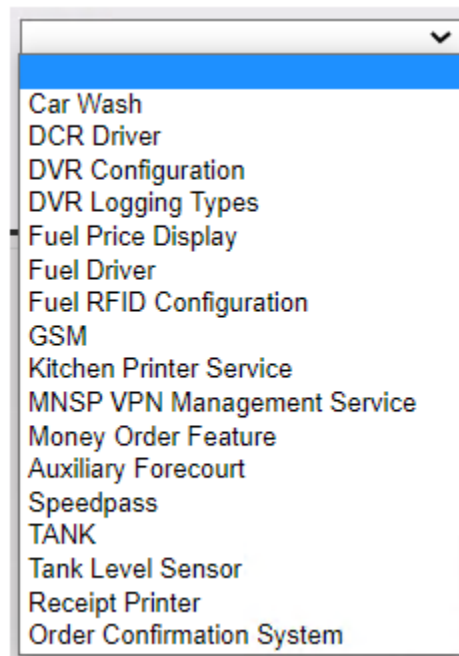 Car Wash
DCR Driver
DVR Configuration
DVR Logging Types
Fuel Price Display
Fuel Driver
Fuel RFID Configuration
GSM
Kitchen Printer Service
MNSP VPN Management Service
Money Order Feature
Auxiliary Forecourt
Speedpass
TANK
Tank Level Sensor
Receipt Printer
Order Confirmation System